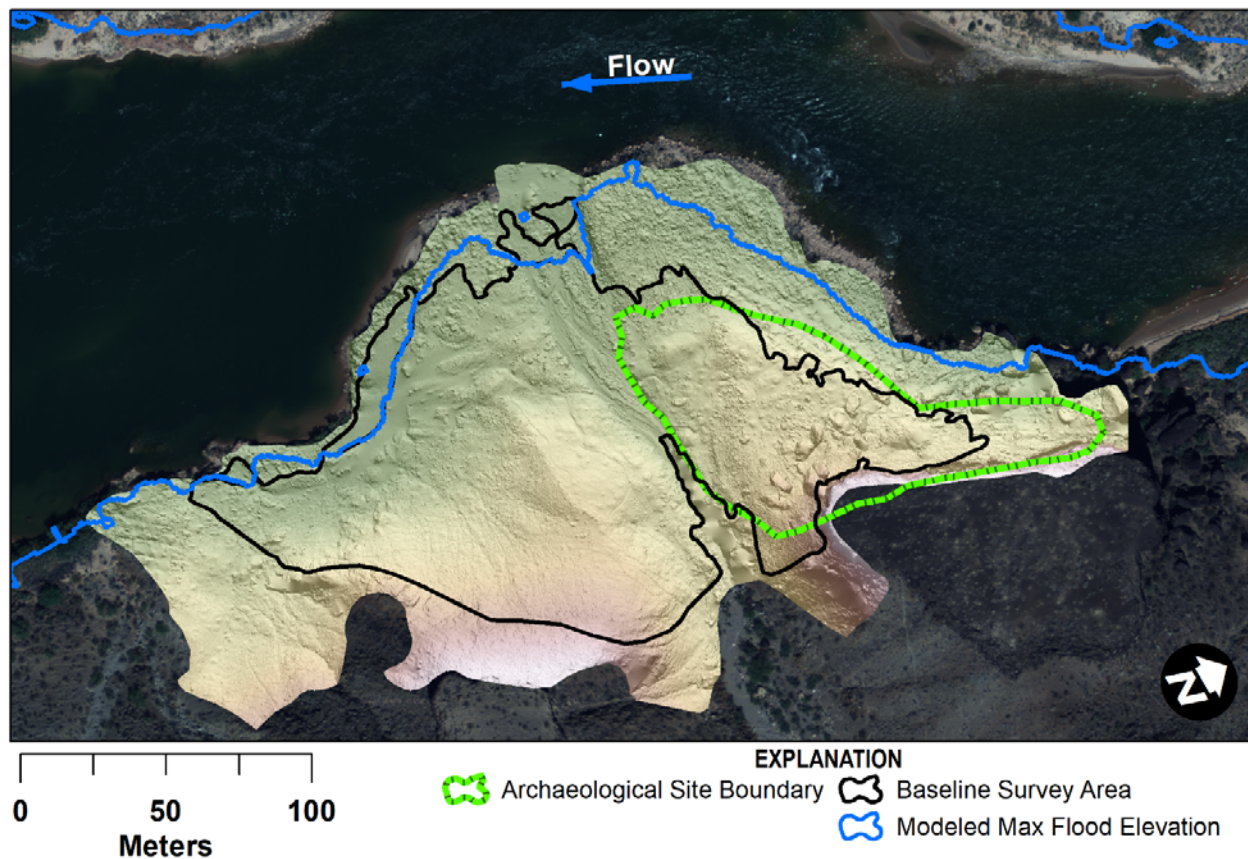 Flow
N
EXPLANATION
0 50 100
Meters
Archaeological Site Boundary
Baseline Survey Area
Modeled Max Flood Elevation